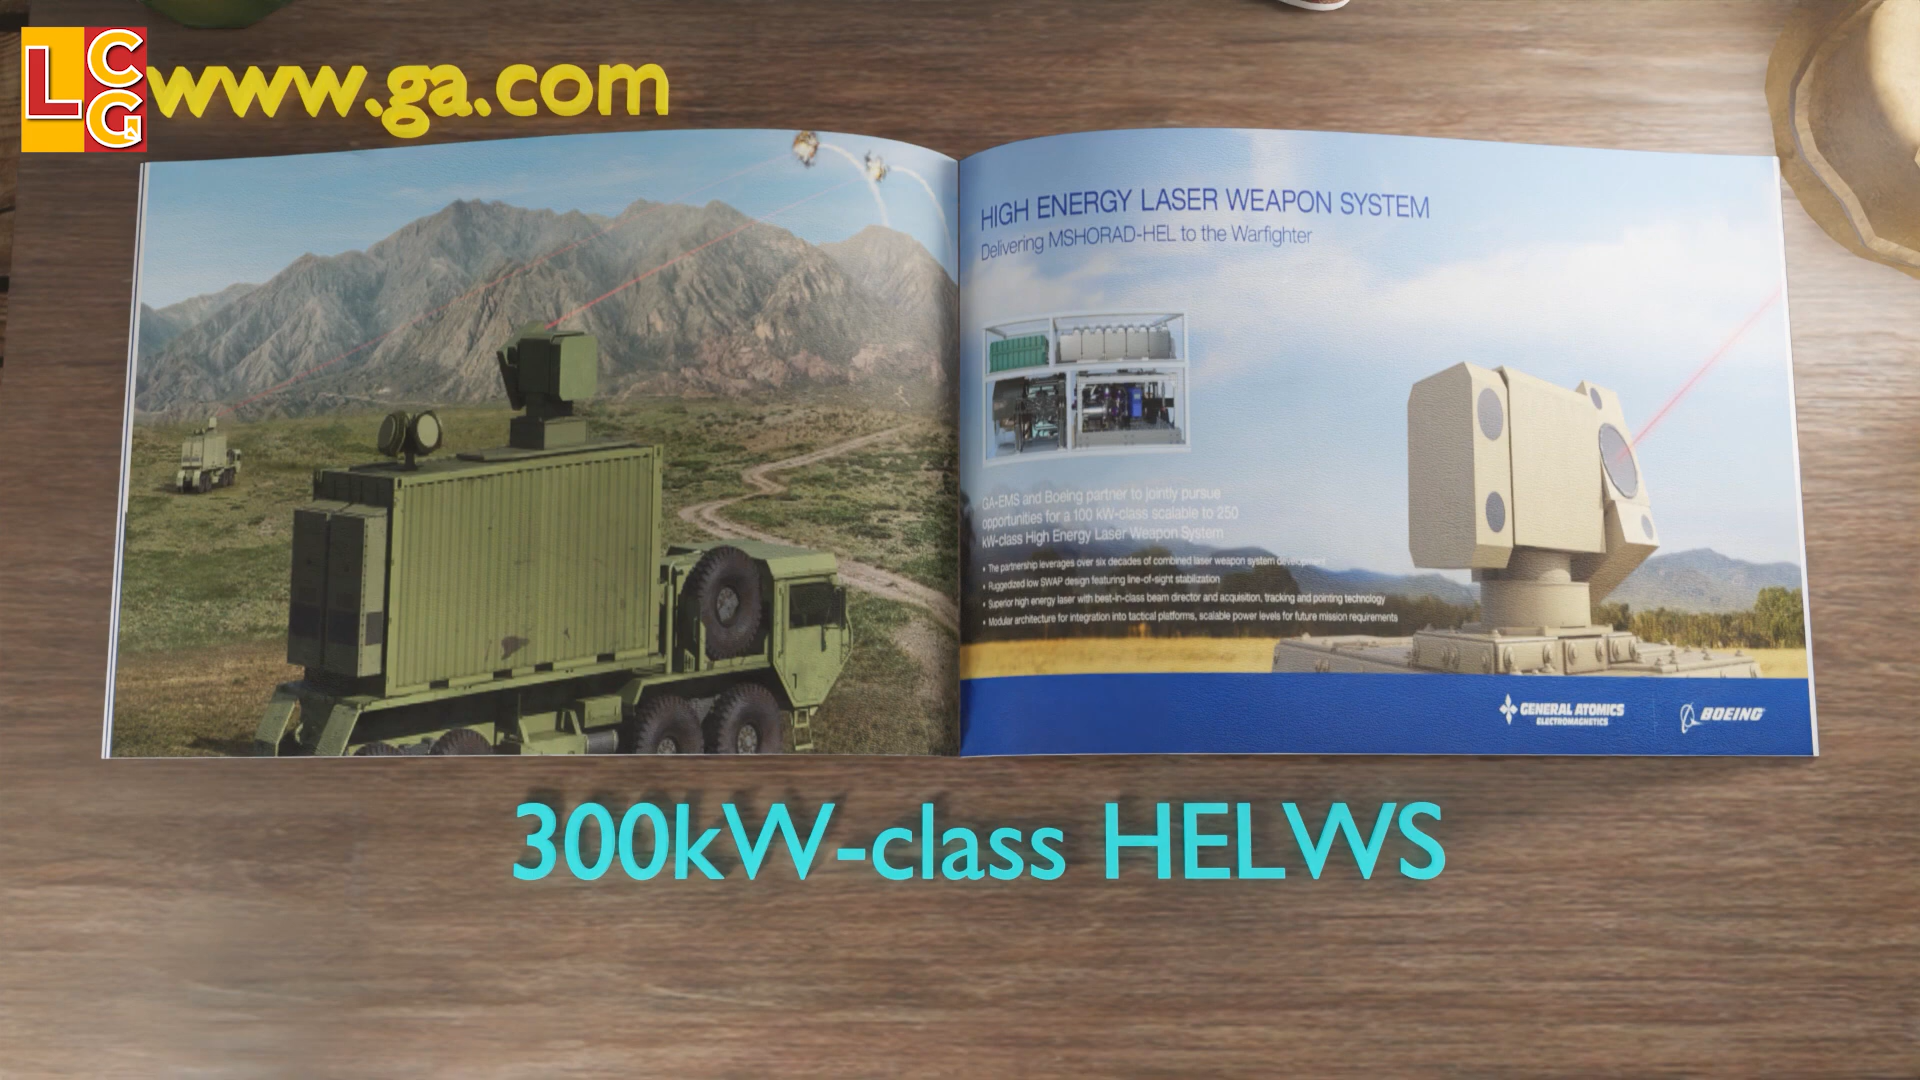 LCG
www.ga.com
HIGH ENERGY LASER WEAPON SYSTEM
Delivering MSHORAD-HEL to the Warfighter
GA-EMS and Boeing partner to jointly pursue
opportunities for a 100 kW-class scalable to 250
kW-class High Energy Laser Weapon System
• The partnership leverages over six decades of combined laser weapon system development
• Ruggedized low SWAP design featuring line-of-sight stabilization
• Superior high energy laser with best-in-class beam director and acquisition, tracking and pointing technology
• Modular architecture for integration into tactical platforms, scalable power levels for future mission requirements
GENERAL ATOMICS
ELECTROMAGNETICS
BOEING
300kW-class HELWS